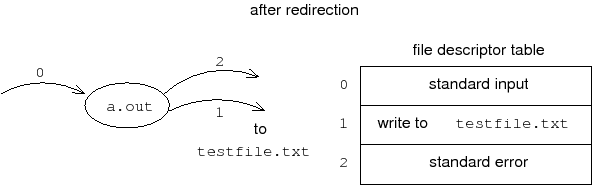 after redirection
0
2
a.out
1
to
testfile.txt
file descriptor table
0 standard input
1 write to testfile.txt
2 standard error